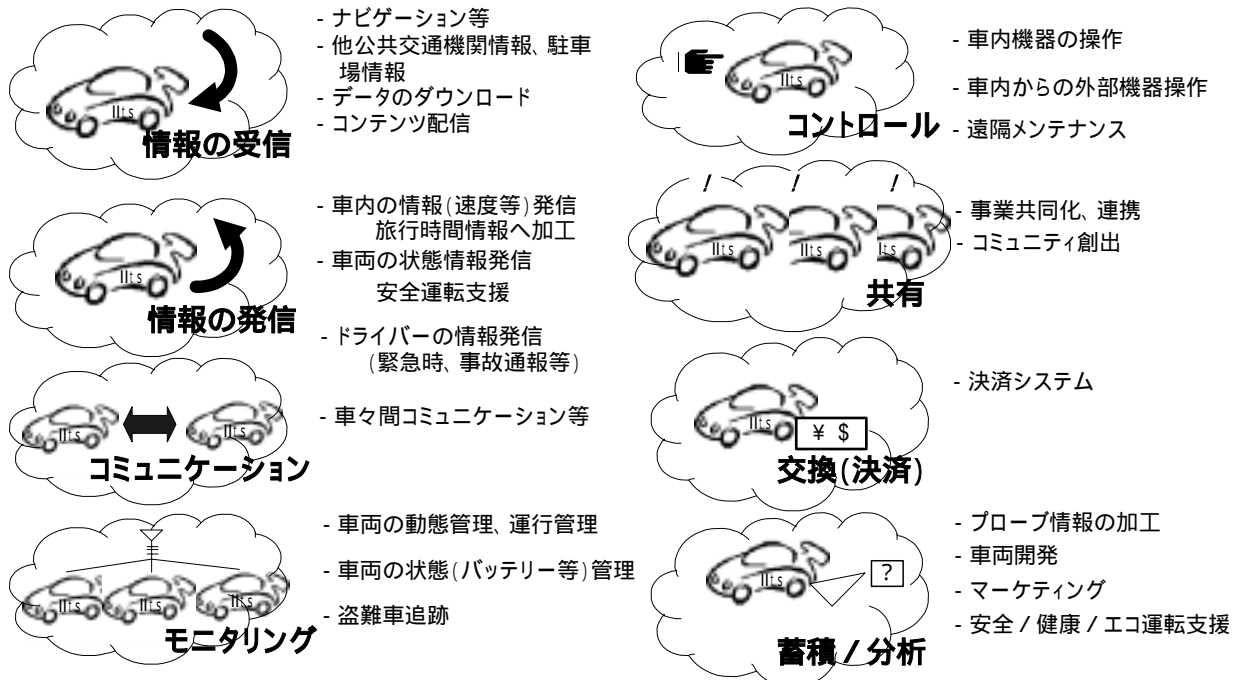 - ナビゲーション等
- 他公共交通機関情報、駐車
場情報
- データのダウンロード
- コンテンツ配信
IIts
情報の受信
- 車内の情報(速度等)発信
旅行時間情報へ加工
- 車両の状態情報発信
安全運転支援
- ドライバーの情報発信
(緊急時、事故通報等)
IIts
情報の発信
- 車々間コミュニケーション等
IIts
IIts
コミュニケーション
- 車両の動態管理、運行管理
- 車両の状態(バッテリー等)管理
- 盗難車追跡
IIts
IIts
IIts
モニタリング
- 車内機器の操作
- 車内からの外部機器操作
- 遠隔メンテナンス
IIts
コントロール
! ! !
- 事業共同化、連携
- コミュニティ創出
IIts
IIts
IIts
共有
- 決済システム
IIts
¥ $
交換(決済)
- プローブ情報の加工
- 車両開発
- マーケティング
- 安全 / 健康 / エコ運転支援
IIts
?
蓄積 / 分析